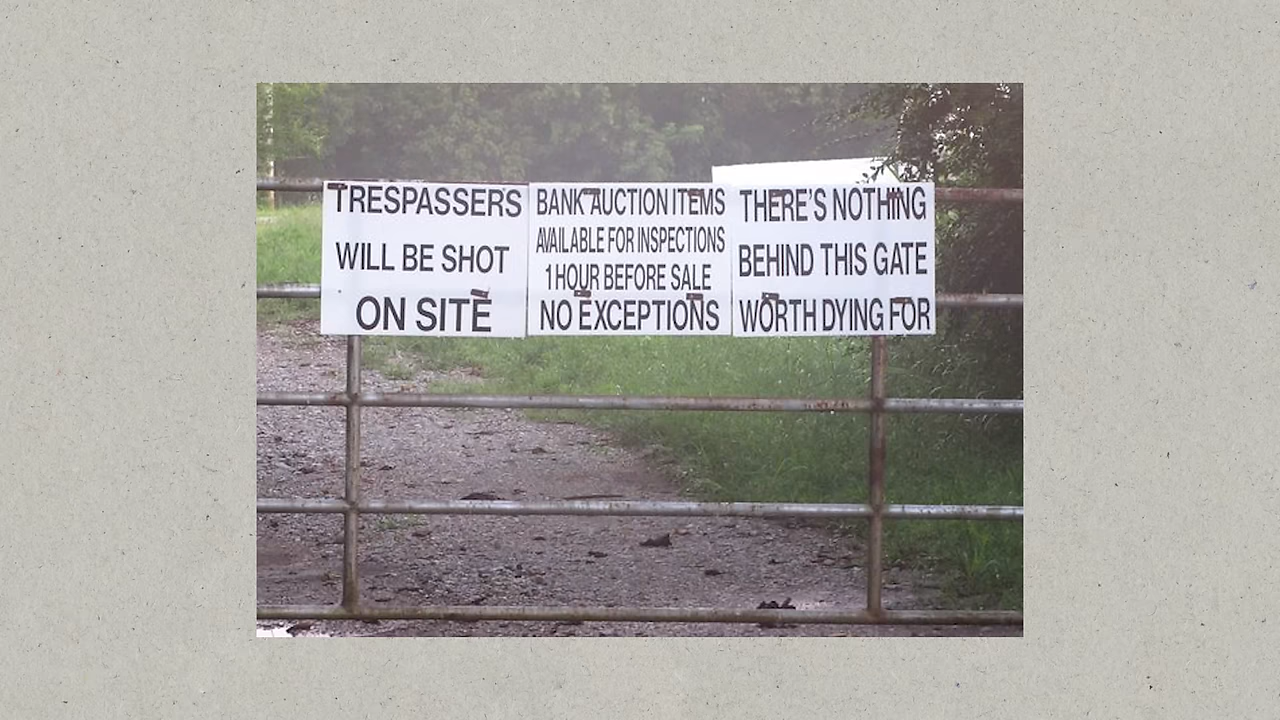 TRESPASSERS
WILL BE SHOT
ON SITE
BANK AUCTION ITEMS
AVAILABLE FOR INSPECTIONS
1 HOUR BEFORE SALE
NO EXCEPTIONS
THERE'S NOTHING
BEHIND THIS GATE
WORTH DYING FOR